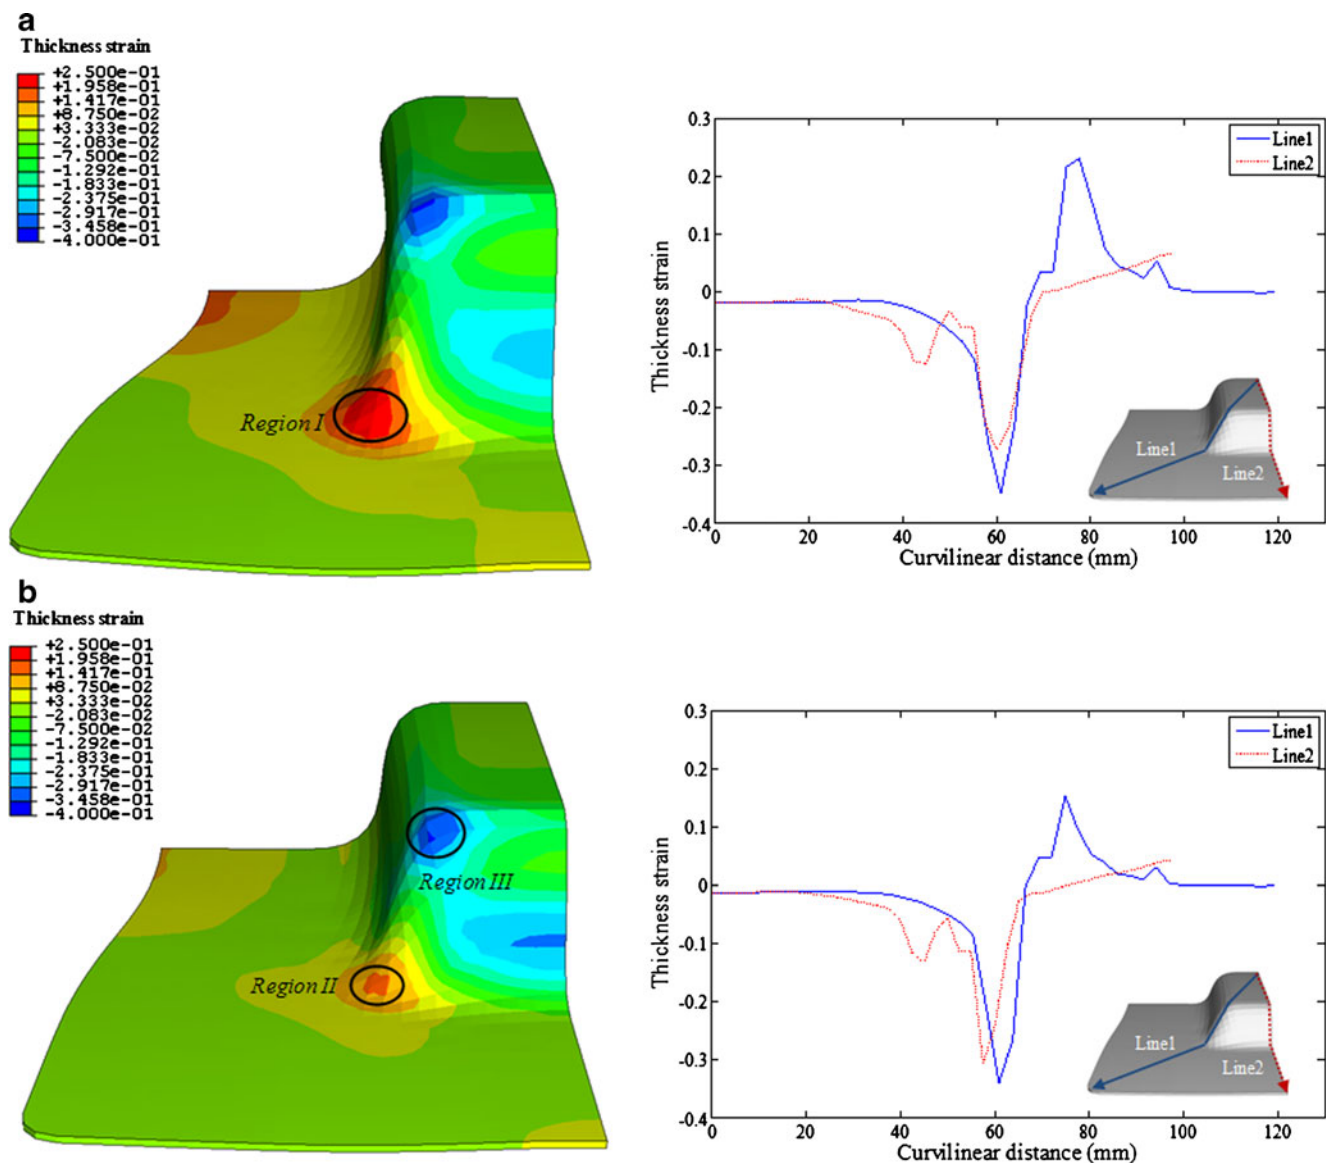 a
Thickness strain
+2.500e-01
+1.958e-01
+1.417e-01
+8.750e-02
+3.333e-02
-2.083e-02
-7.500e-02
-1.292e-01
-1.833e-01
-2.375e-01
-2.917e-01
-3.458e-01
-4.000e-01
Region I
Thickness strain
0.3
0.2
0.1
0
-0.1
-0.2
-0.3
-0.4
Line1
Line2
Line1
Line2
0 20 40 60 80 100 120
Curvilinear distance (mm)
b
Thickness strain
+2.500e-01
+1.958e-01
+1.417e-01
+8.750e-02
+3.333e-02
-2.083e-02
-7.500e-02
-1.292e-01
-1.833e-01
-2.375e-01
-2.917e-01
-3.458e-01
-4.000e-01
Region III
Region II
Thickness strain
0.3
0.2
0.1
0
-0.1
-0.2
-0.3
-0.4
Line1
Line2
Line1
Line2
0 20 40 60 80 100 120
Curvilinear distance (mm)